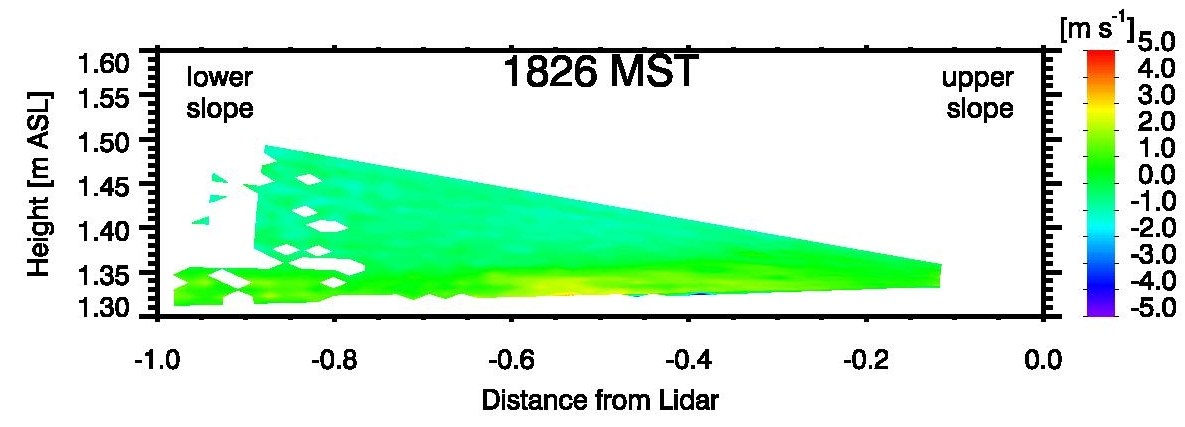 [m s-1]
1826 MST
lower
slope
upper
slope
Height [m ASL]
1.60
1.55
1.50
1.45
1.40
1.35
1.30
-1.0 -0.8 -0.6 -0.4 -0.2 0.0
Distance from Lidar
5.0
4.0
3.0
2.0
1.0
0.0
-1.0
-2.0
-3.0
-4.0
-5.0